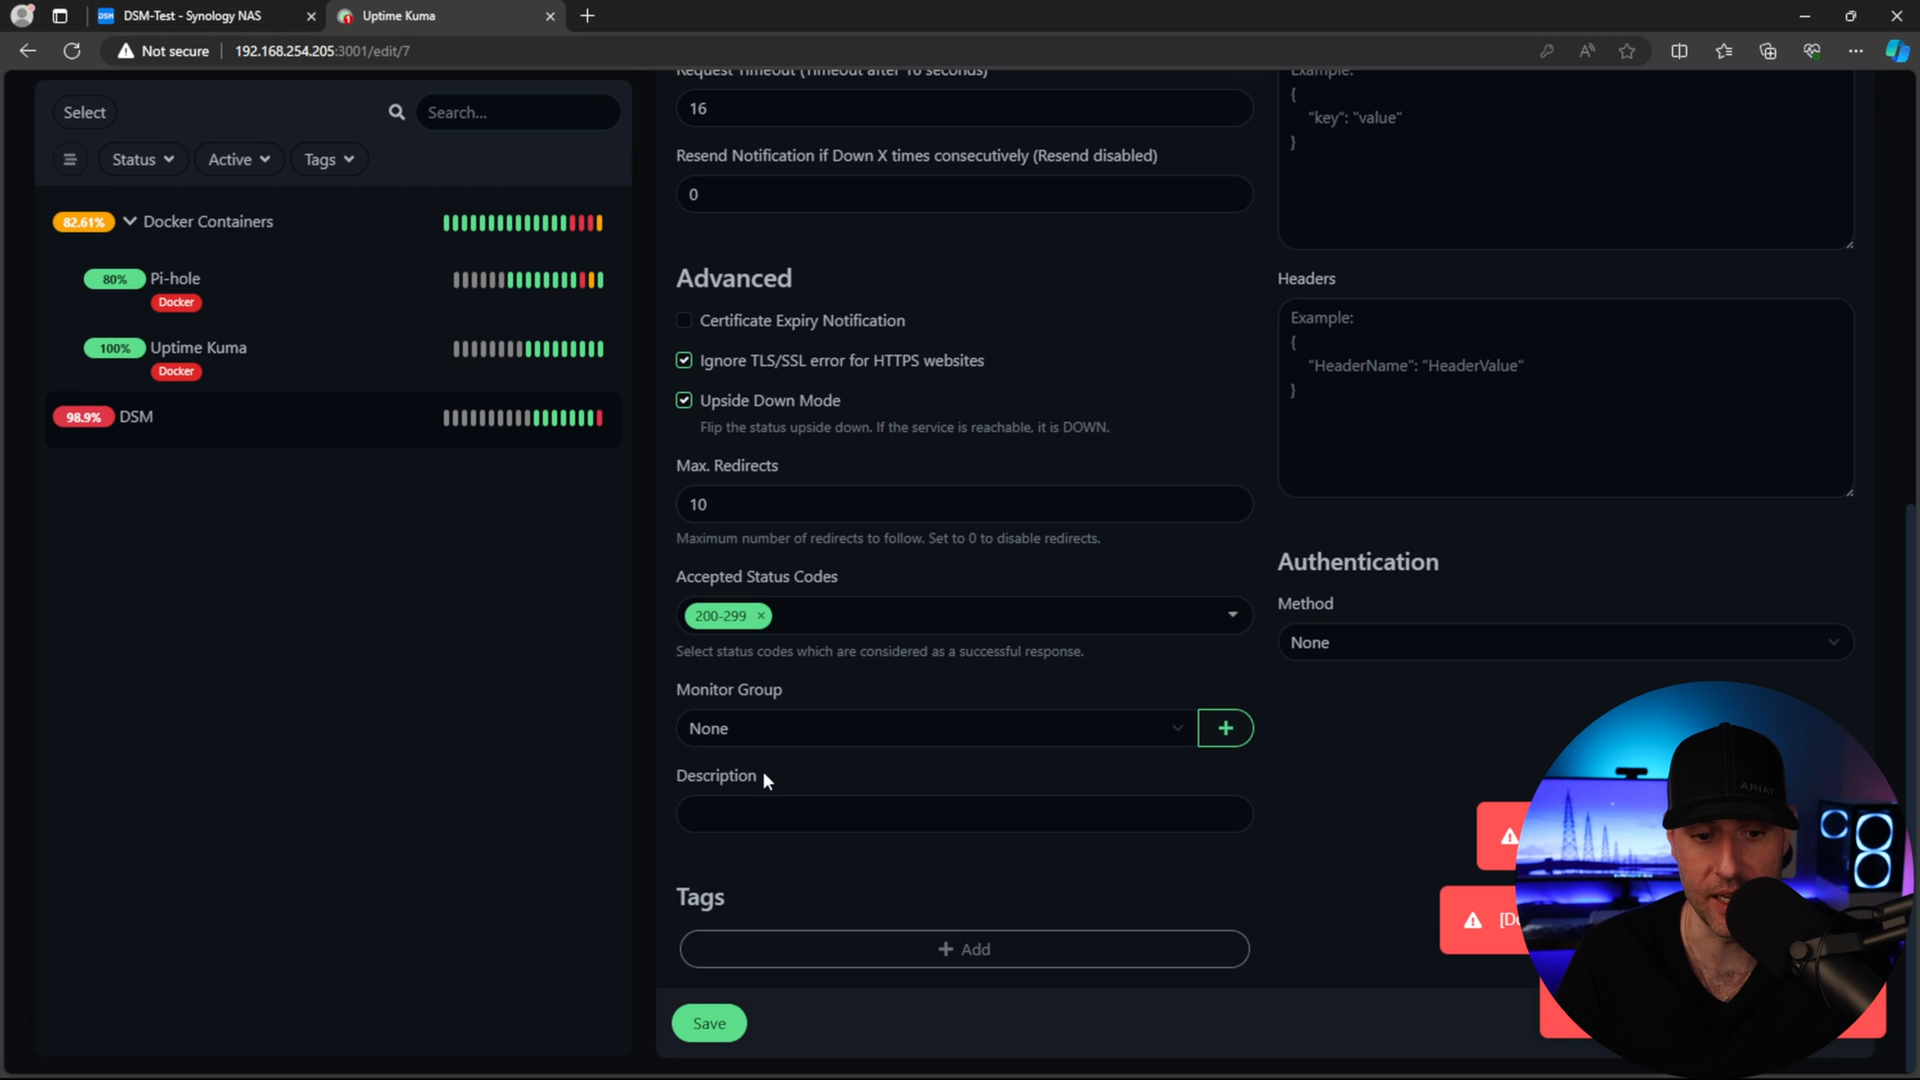 DSM-Test - Synology NAS
Uptime Kuma
Not secure
192.168.254.205:3001/edit/7
Select
Search...
Status
Active
Tags
82.61%
Docker Containers
80%
Pi-hole
Docker
100%
Uptime Kuma
Docker
98.9%
DSM
Request Timeout (Timeout after 16 seconds)
16
Resend Notification if Down X times consecutively (Resend disabled)
0
Advanced
Certificate Expiry Notification
Ignore TLS/SSL error for HTTPS websites
Upside Down Mode
Flip the status upside down. If the service is reachable, it is DOWN.
Max. Redirects
10
Maximum number of redirects to follow. Set to 0 to disable redirects.
Accepted Status Codes
200-299 ×
Select status codes which are considered as a successful response.
Monitor Group
None
+
Description
Tags
+ Add
Save
Example:
{
"key": "value"
}
Headers
Example:
{
"HeaderName": "HeaderValue"
}
Authentication
Method
None
ARIAT